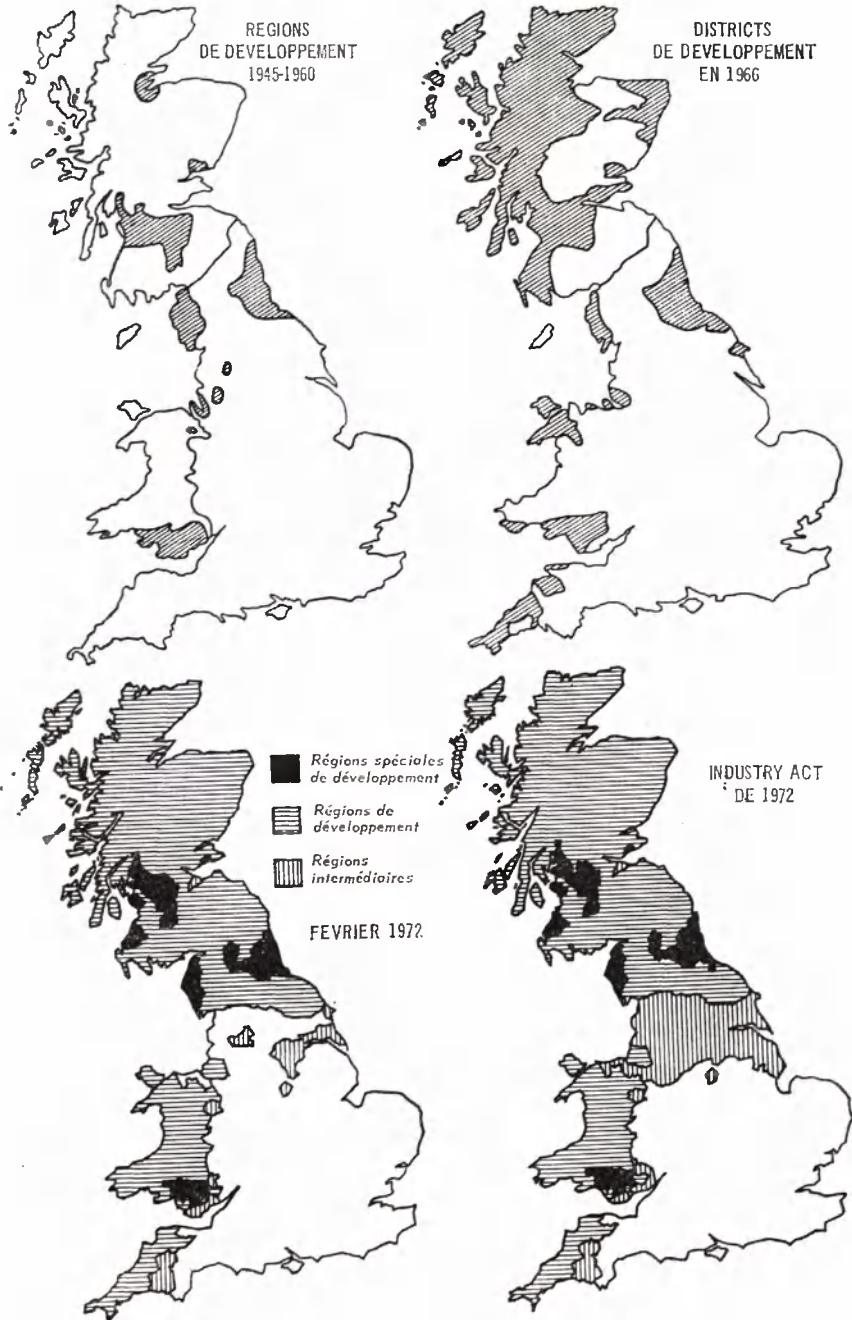 REGIONS
DE DEVELOPPEMENT
1945-1960
DISTRICTS
DE DEVELOPPEMENT
EN 1966
Régions spéciales
de développement
Régions de
développement
Régions
intermédiaires
FEVRIER 1972
INDUSTRY ACT
DE 1972